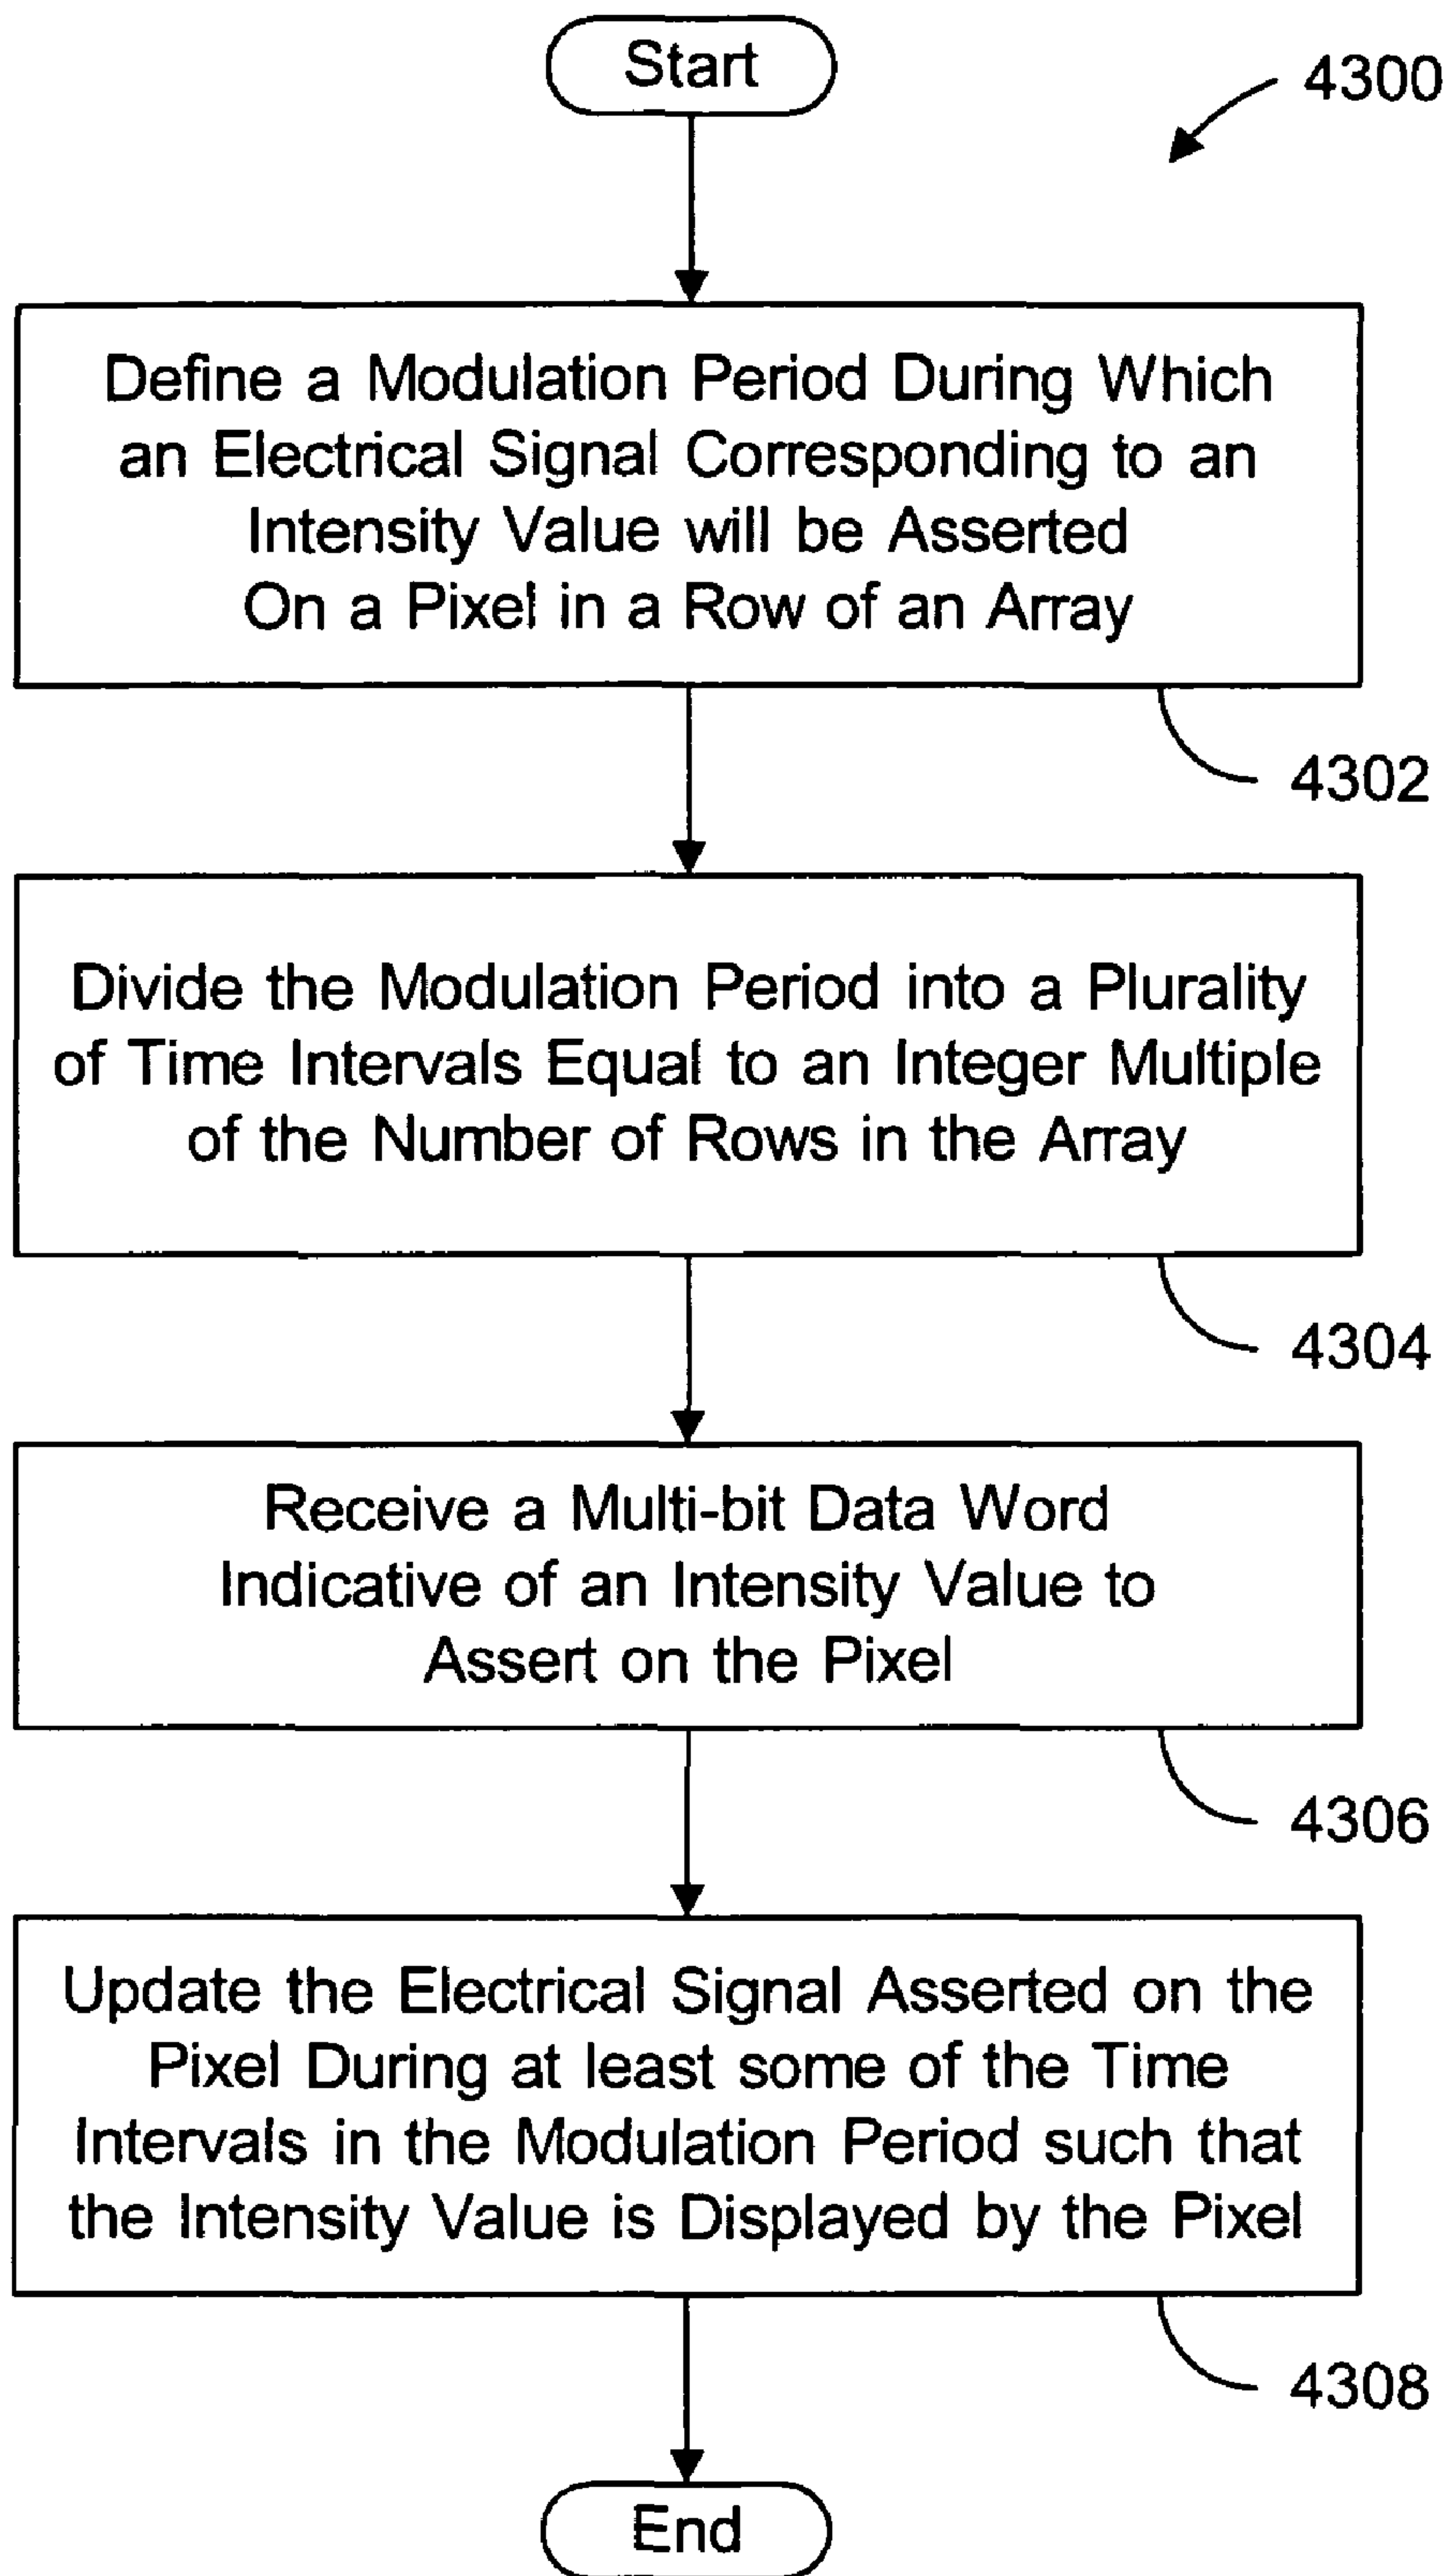 Start
4300
Define a Modulation Period During Which
an Electrical Signal Corresponding to an
Intensity Value will be Asserted
On a Pixel in a Row of an Array
4302
Divide the Modulation Period into a Plurality
of Time Intervals Equal to an Integer Multiple
of the Number of Rows in the Array
4304
Receive a Multi-bit Data Word
Indicative of an Intensity Value to
Assert on the Pixel
4306
Update the Electrical Signal Asserted on the
Pixel During at least some of the Time
Intervals in the Modulation Period such that
the Intensity Value is Displayed by the Pixel
4308
End